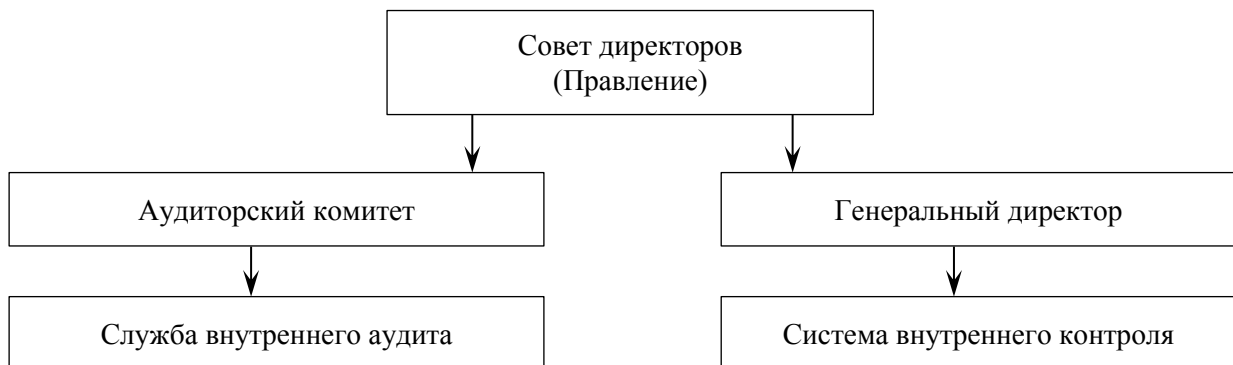 Совет директоров
(Правление)
Аудиторский комитет
Генеральный директор
Служба внутреннего аудита
Система внутреннего контроля